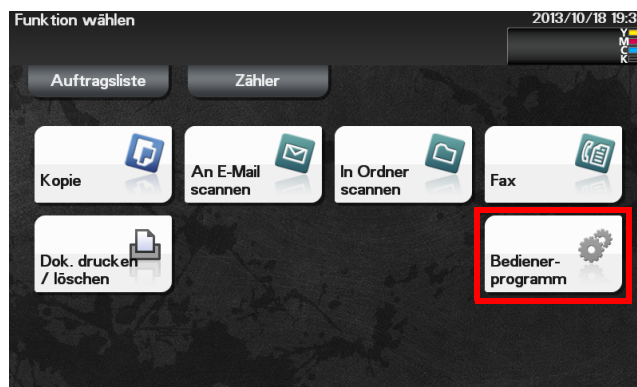 Funktion wählen
2013/10/18 19:3
Y
M
C
K
Auftragsliste
Zähler
Kopie
An E-Mail
scannen
In Ordner
scannen
Fax
Dok. drucken
/ löschen
Bediener-
programm